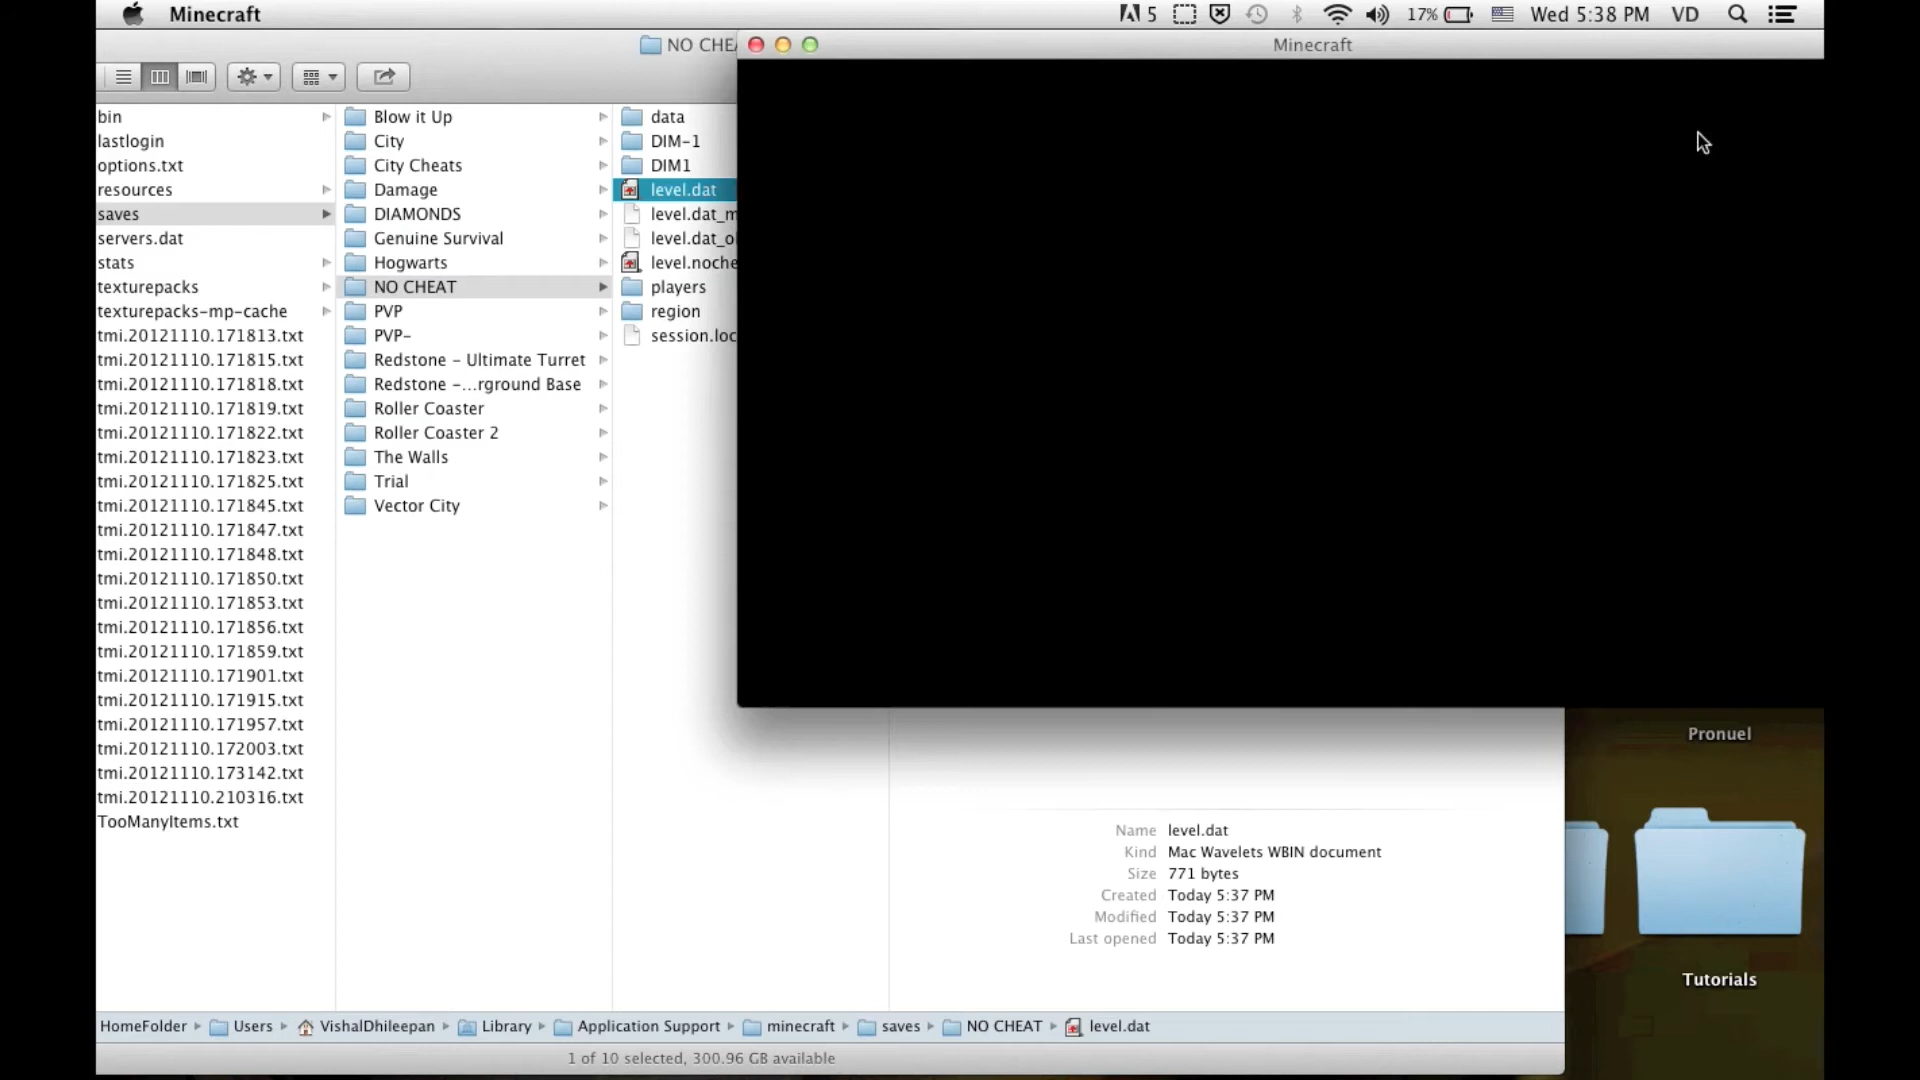 Minecraft
5
17%
Wed 5:38 PM
VD
NO CHEA
Minecraft
bin
lastlogin
options.txt
resources
saves
servers.dat
stats
texturepacks
texturepacks-mp-cache
tmi.20121110.171813.txt
tmi.20121110.171815.txt
tmi.20121110.171818.txt
tmi.20121110.171819.txt
tmi.20121110.171822.txt
tmi.20121110.171823.txt
tmi.20121110.171825.txt
tmi.20121110.171845.txt
tmi.20121110.171847.txt
tmi.20121110.171848.txt
tmi.20121110.171850.txt
tmi.20121110.171853.txt
tmi.20121110.171856.txt
tmi.20121110.171859.txt
tmi.20121110.171901.txt
tmi.20121110.171915.txt
tmi.20121110.171957.txt
tmi.20121110.172003.txt
tmi.20121110.173142.txt
tmi.20121110.210316.txt
TooManyItems.txt
Blow it Up
City
City Cheats
Damage
DIAMONDS
Genuine Survival
Hogwarts
NO CHEAT
PVP
PVP-
Redstone - Ultimate Turret
Redstone -...rground Base
Roller Coaster
Roller Coaster 2
The Walls
Trial
Vector City
data
DIM-1
DIM1
level.dat
level.dat_m
level.dat_o
level.noche
players
region
session.loc
Name level.dat
Kind Mac Wavelets WBIN document
Size 771 bytes
Created Today 5:37 PM
Modified Today 5:37 PM
Last opened Today 5:37 PM
Pronuel
Tutorials
HomeFolder Users VishalDhileepan Library Application Support minecraft saves NO CHEAT level.dat
1 of 10 selected, 300.96 GB available